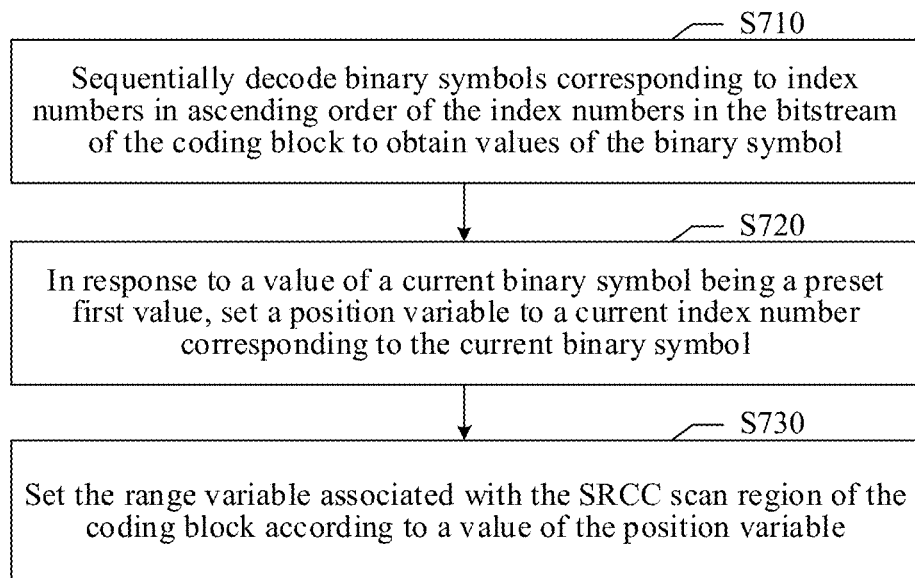 S710
Sequentially decode binary symbols corresponding to index
numbers in ascending order of the index numbers in the bitstream
of the coding block to obtain values of the binary symbol
S720
In response to a value of a current binary symbol being a preset
first value, set a position variable to a current index number
corresponding to the current binary symbol
S730
Set the range variable associated with the SRCC scan region of the
coding block according to a value of the position variable